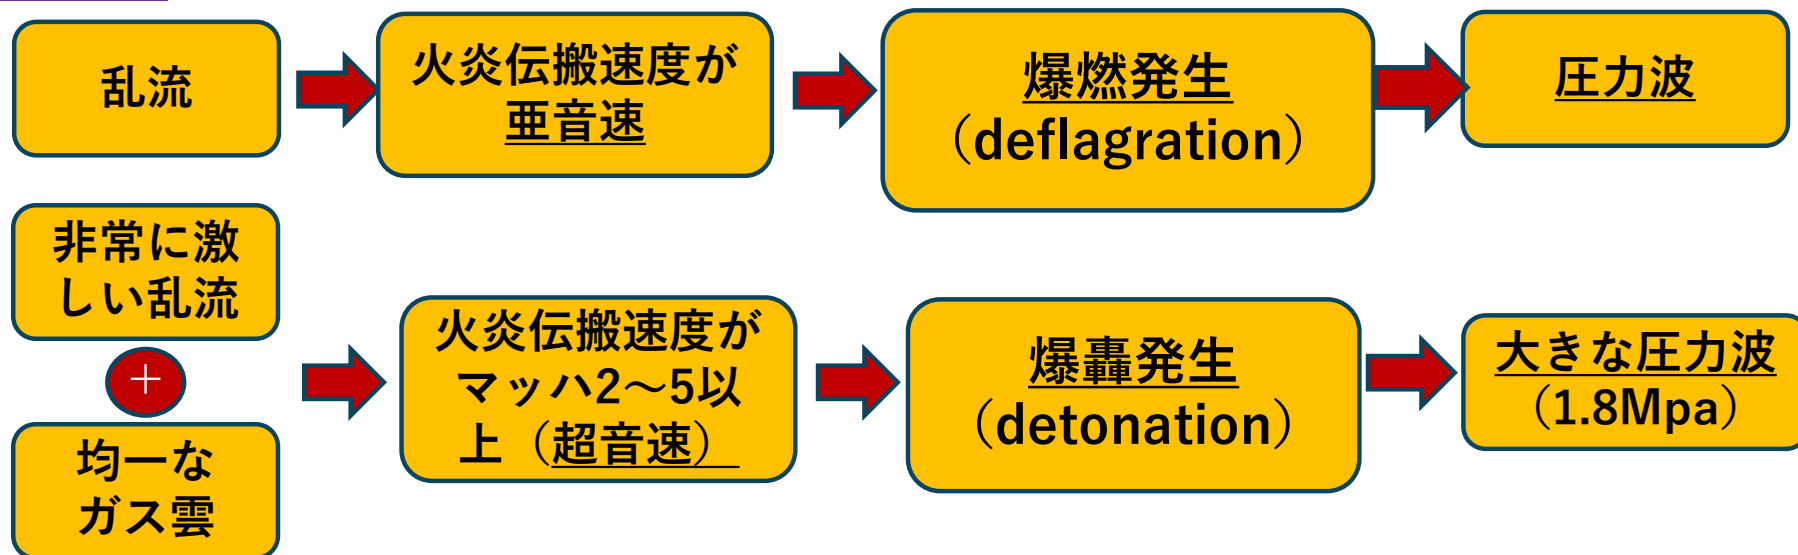 乱流
火炎伝搬速度が
亜音速
爆燃発生
（deflagration）
圧力波
非常に激
しい乱流
＋
均一な
ガス雲
火炎伝搬速度が
マッハ2～5以
上（超音速）
爆轟発生
（detonation）
大きな圧力波
（1.8Mpa）